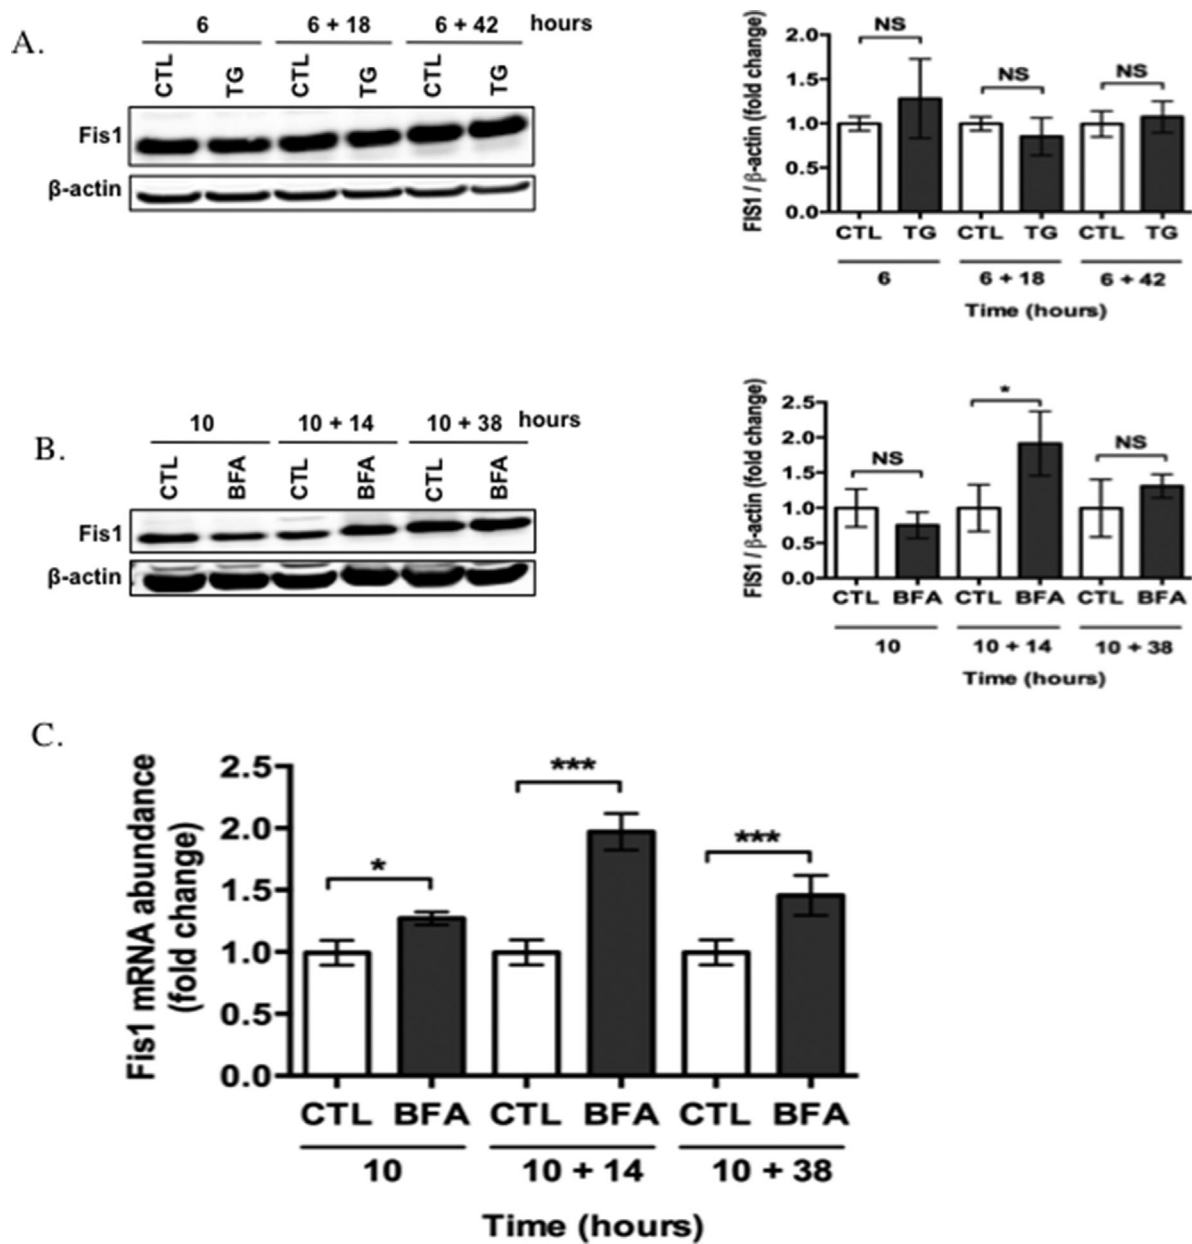 A.
6 6 + 18 6 + 42 hours
CTL TG CTL TG CTL TG
Fis1
β-actin
FIS1 / β-actin (fold change)
2.0
1.5
1.0
0.5
0.0
NS NS NS
CTL TG CTL TG CTL TG
6 6 + 18 6 + 42
Time (hours)
B.
10 10 + 14 10 + 38 hours
CTL BFA CTL BFA CTL BFA
Fis1
β-actin
FIS1 / β-actin (fold change)
2.5
2.0
1.5
1.0
0.5
0.0
NS * NS
CTL BFA CTL BFA CTL BFA
10 10 + 14 10 + 38
Time (hours)
C.
Fis1 mRNA abundance
(fold change)
2.5
2.0
1.5
1.0
0.5
0.0
* *** ***
CTL BFA CTL BFA CTL BFA
10 10 + 14 10 + 38
Time (hours)